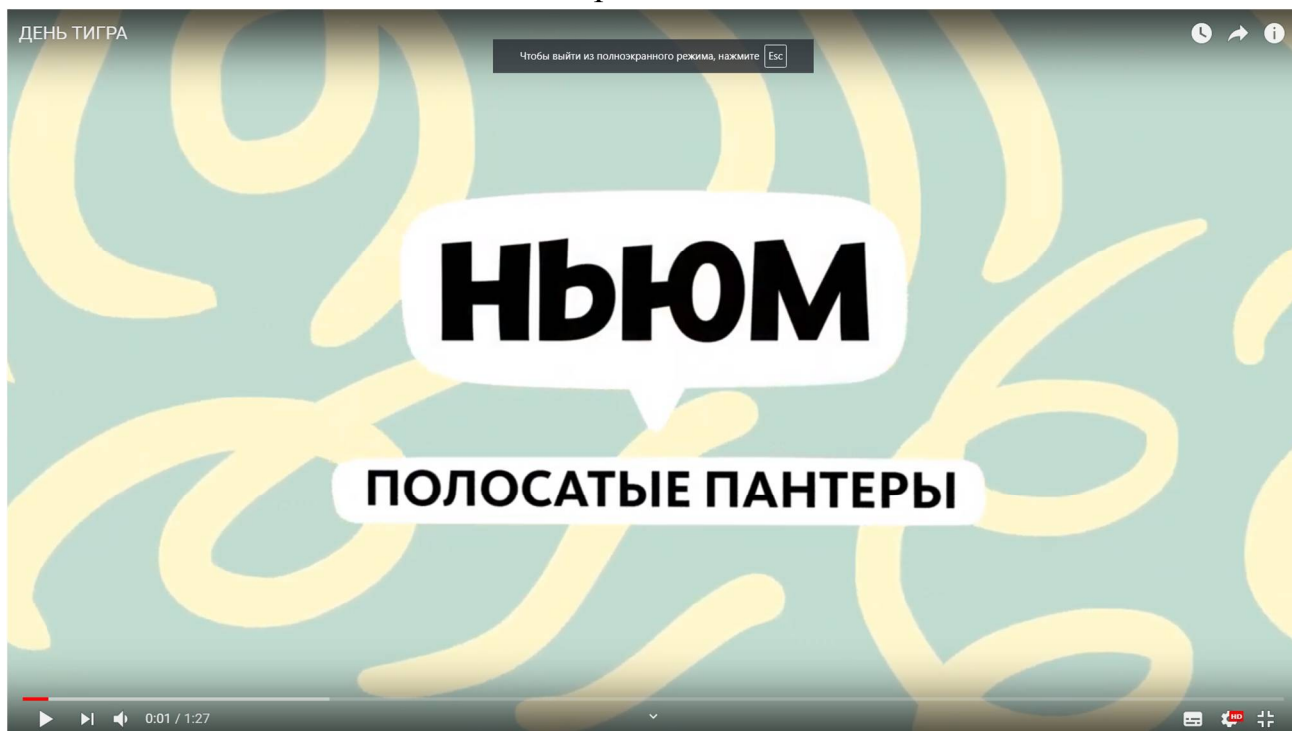 ДЕНЬ ТИГРА
Чтобы выйти из полноэкранного режима, нажмите Esc
НЬЮМ
ПОЛОСАТЫЕ ПАНТЕРЫ
0:01 / 1:27
HD